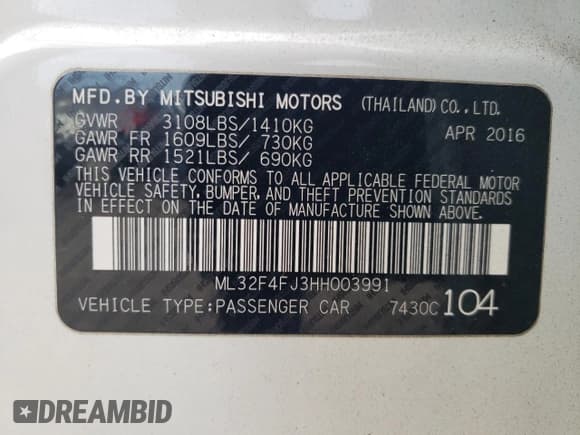 MFD.BY MITSUBISHI MOTORS (THAILAND) CO., LTD.
GVWR 3108LBS/1410KG APR 2016
GAWR FR 1609LBS/ 730KG
GAWR RR 1521LBS/ 690KG
THIS VEHICLE CONFORMS TO ALL APPLICABLE FEDERAL MOTOR
VEHICLE SAFETY, BUMPER, AND THEFT PREVENTION STANDARDS
IN EFFECT ON THE DATE OF MANUFACTURE SHOWN ABOVE.
ML32F4FJ3HH003991
VEHICLE TYPE:PASSENGER CAR 7430C 104
DREAMBID